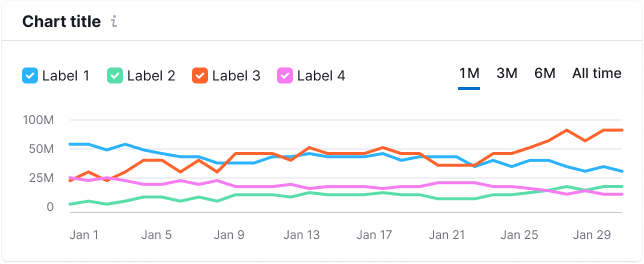 Chart title i
Label 1 Label 2 Label 3 Label 4 1M 3M 6M All time
100M
50M
25M
0
Jan 1 Jan 5 Jan 9 Jan 13 Jan 17 Jan 21 Jan 25 Jan 29